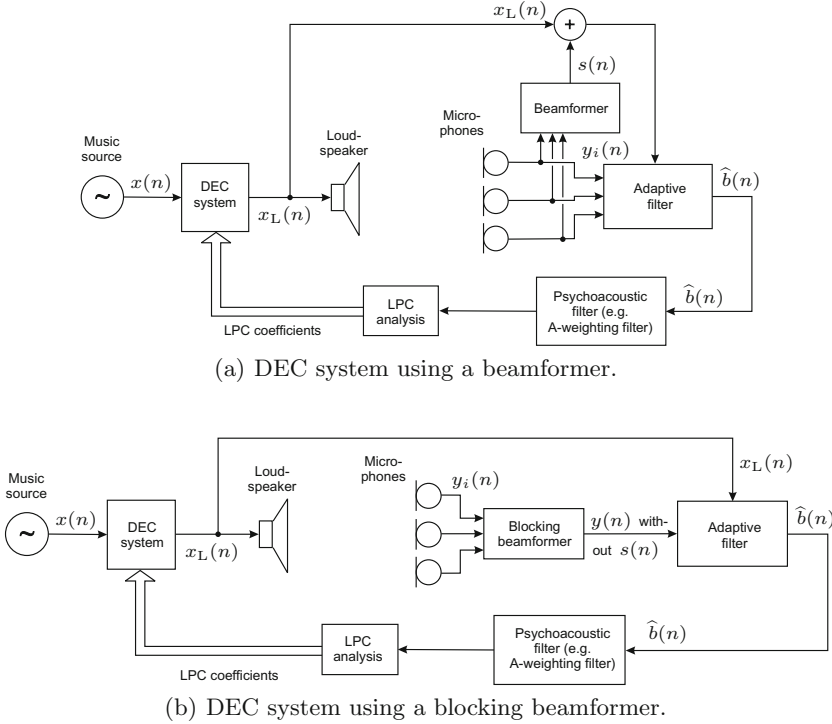 x_L(n)
+
s(n)
Beamformer
Micro-
phones
Music
source
Loud-
speaker
y_i(n)
x(n)
~
DEC
system
x_L(n)
Adaptive
filter
b̂(n)
LPC
analysis
Psychoacoustic
filter (e.g.
A-weighting filter)
b̂(n)
LPC coefficients
(a) DEC system using a beamformer.
Music
source
Loud-
speaker
Micro-
phones
y_i(n)
x_L(n)
x(n)
~
DEC
system
x_L(n)
Blocking
beamformer
y(n) with-
out s(n)
Adaptive
filter
b̂(n)
LPC
analysis
Psychoacoustic
filter (e.g.
A-weighting filter)
b̂(n)
LPC coefficients
(b) DEC system using a blocking beamformer.